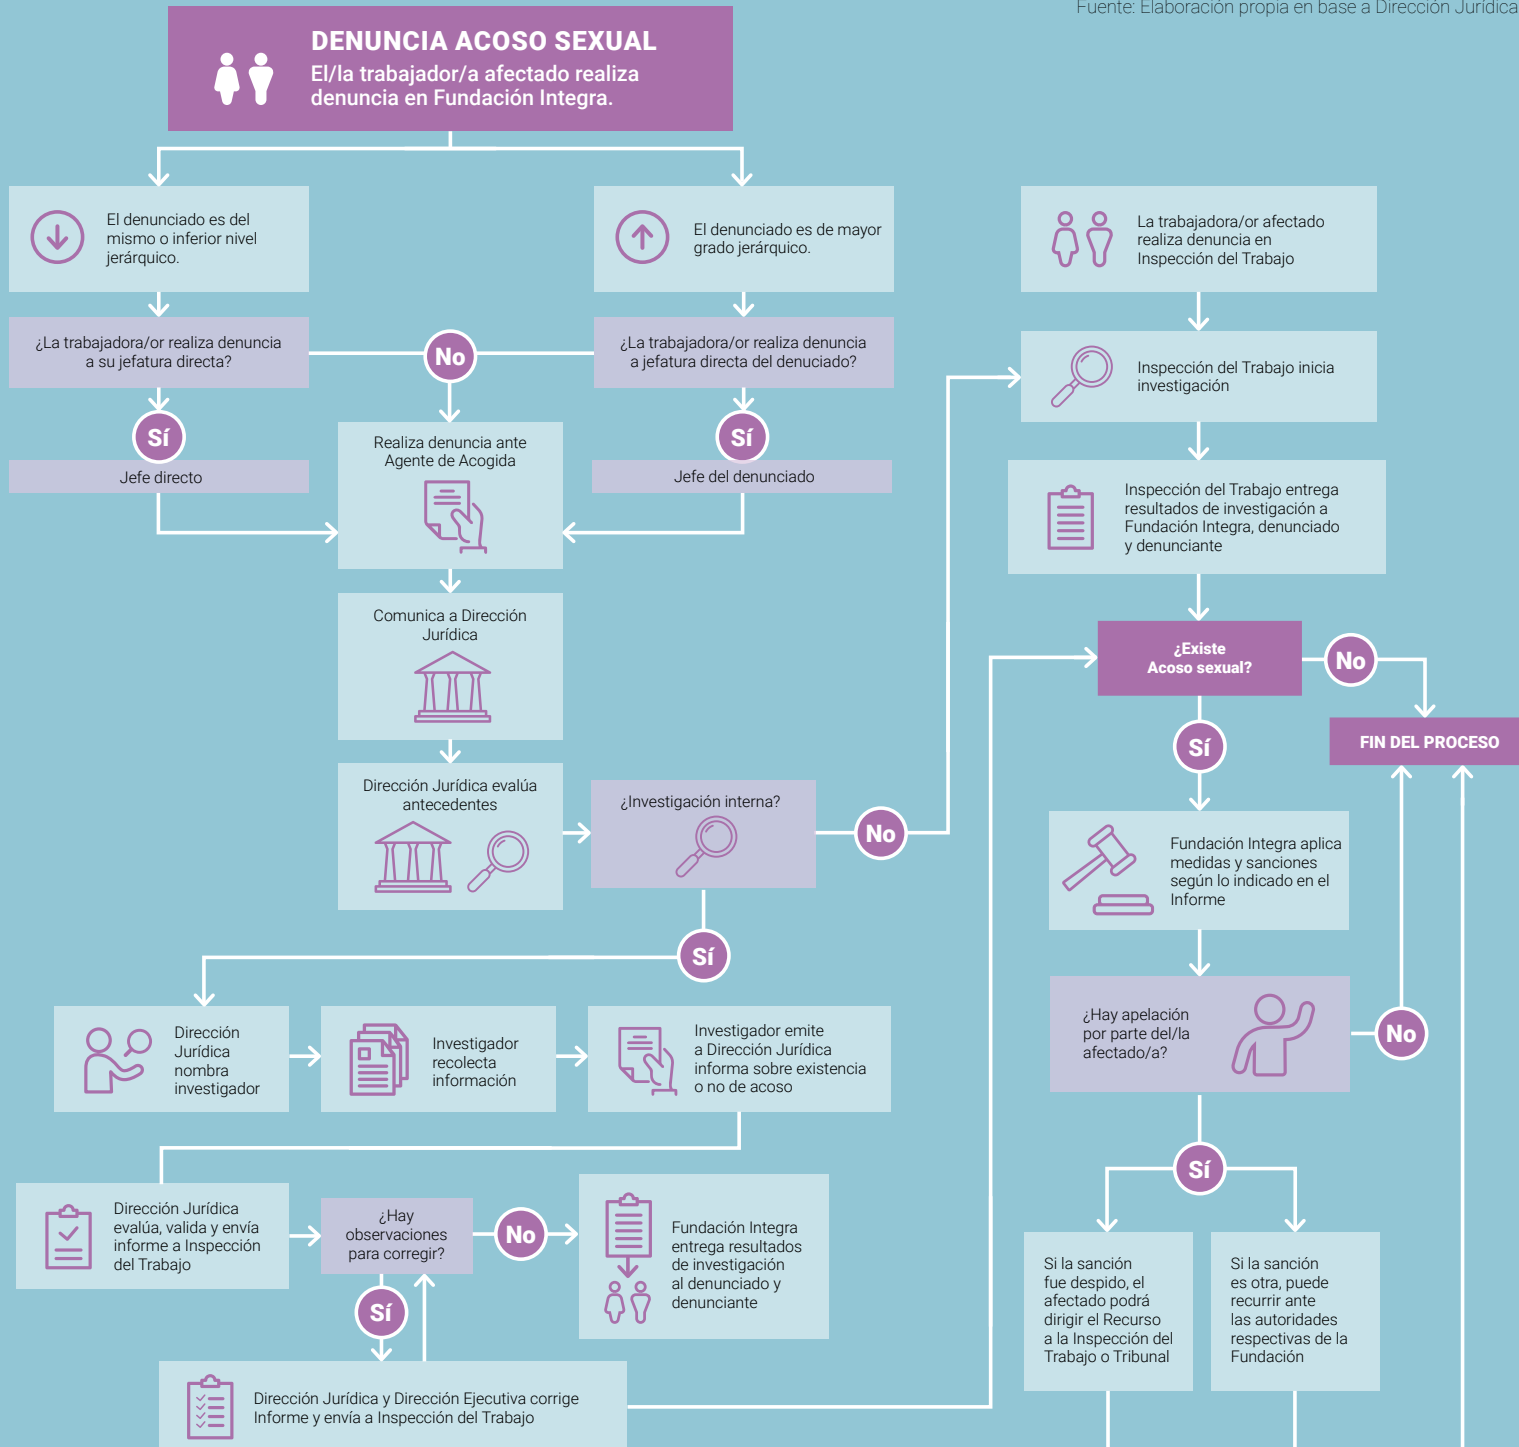 Fuente: Elaboración propia en base a Dirección Jurídica
DENUNCIA ACOSO SEXUAL
El/la trabajador/a afectado realiza
denuncia en Fundación Integra.
El denunciado es del
mismo o inferior nivel
jerárquico.
El denunciado es de mayor
grado jerárquico.
¿La trabajadora/or realiza denuncia
a su jefatura directa?
No
¿La trabajadora/or realiza denuncia
a jefatura directa del denuciado?
Sí
Sí
Jefe directo
Jefe del denunciado
Realiza denuncia ante
Agente de Acogida
Comunica a Dirección
Jurídica
Dirección Jurídica evalúa
antecedentes
¿Investigación interna?
No
Sí
Dirección
Jurídica
nombra
investigador
Investigador
recolecta
información
Investigador emite
a Dirección Jurídica
informa sobre existencia
o no de acoso
Dirección Jurídica
evalúa, valida y envía
informe a Inspección
del Trabajo
¿Hay
observaciones
para corregir?
No
Fundación Integra
entrega resultados
de investigación
al denunciado y
denunciante
Sí
Dirección Jurídica y Dirección Ejecutiva corrige
Informe y envía a Inspección del Trabajo
La trabajadora/or afectado
realiza denuncia en
Inspección del Trabajo
Inspección del Trabajo inicia
investigación
Inspección del Trabajo entrega
resultados de investigación a
Fundación Integra, denunciado
y denunciante
¿Existe
Acoso sexual?
No
FIN DEL PROCESO
Sí
Fundación Integra aplica
medidas y sanciones
según lo indicado en el
Informe
¿Hay apelación
por parte del/la
afectado/a?
No
Sí
Si la sanción
fue despido, el
afectado podrá
dirigir el Recurso
a la Inspección del
Trabajo o Tribunal
Si la sanción
es otra, puede
recurrir ante
las autoridades
respectivas de la
Fundación